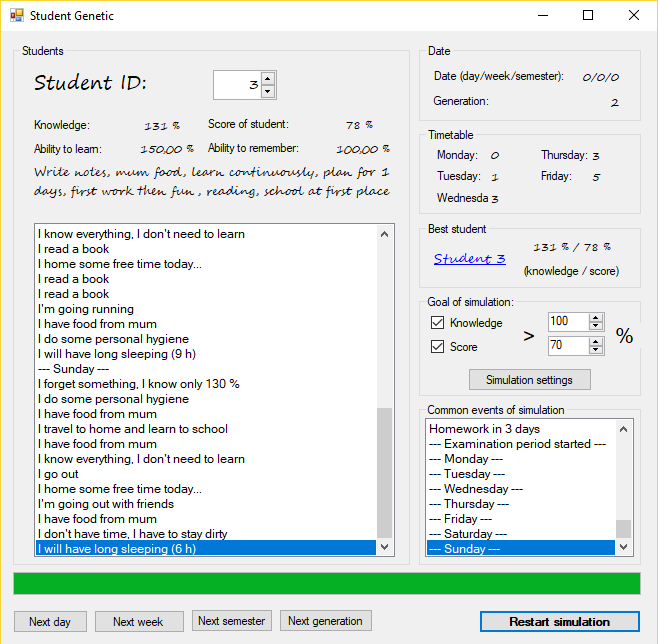 Student Genetic
Students
Student ID: 3
Knowledge: 131 % Score of student: 78 %
Ability to learn: 150,00 % Ability to remember: 100,00 %
Write notes, mum food, learn continuously, plan for 1
days, first work then fun , reading, school at first place
I know everything, I don't need to learn
I read a book
I home some free time today...
I read a book
I read a book
I'm going running
I have food from mum
I do some personal hygiene
I will have long sleeping (9 h)
--- Sunday ---
I forget something, I know only 130 %
I do some personal hygiene
I have food from mum
I travel to home and learn to school
I have food from mum
I know everything, I don't need to learn
I go out
I home some free time today...
I'm going out with friends
I have food from mum
I don't have time, I have to stay dirty
I will have long sleeping (6 h)
Date
Date (day/week/semester): 0/0/0
Generation: 2
Timetable
Monday: 0 Thursday: 3
Tuesday: 1 Friday: 5
Wednesda 3
Best student
Student 3 131 % / 78 %
(knowledge / score)
Goal of simulation:
Knowledge > 100 %
Score 70
Simulation settings
Common events of simulation
Homework in 3 days
--- Examination period started ---
--- Monday ---
--- Tuesday ---
--- Wednesday ---
--- Thursday ---
--- Friday ---
--- Saturday ---
--- Sunday ---
Next day Next week Next semester Next generation Restart simulation